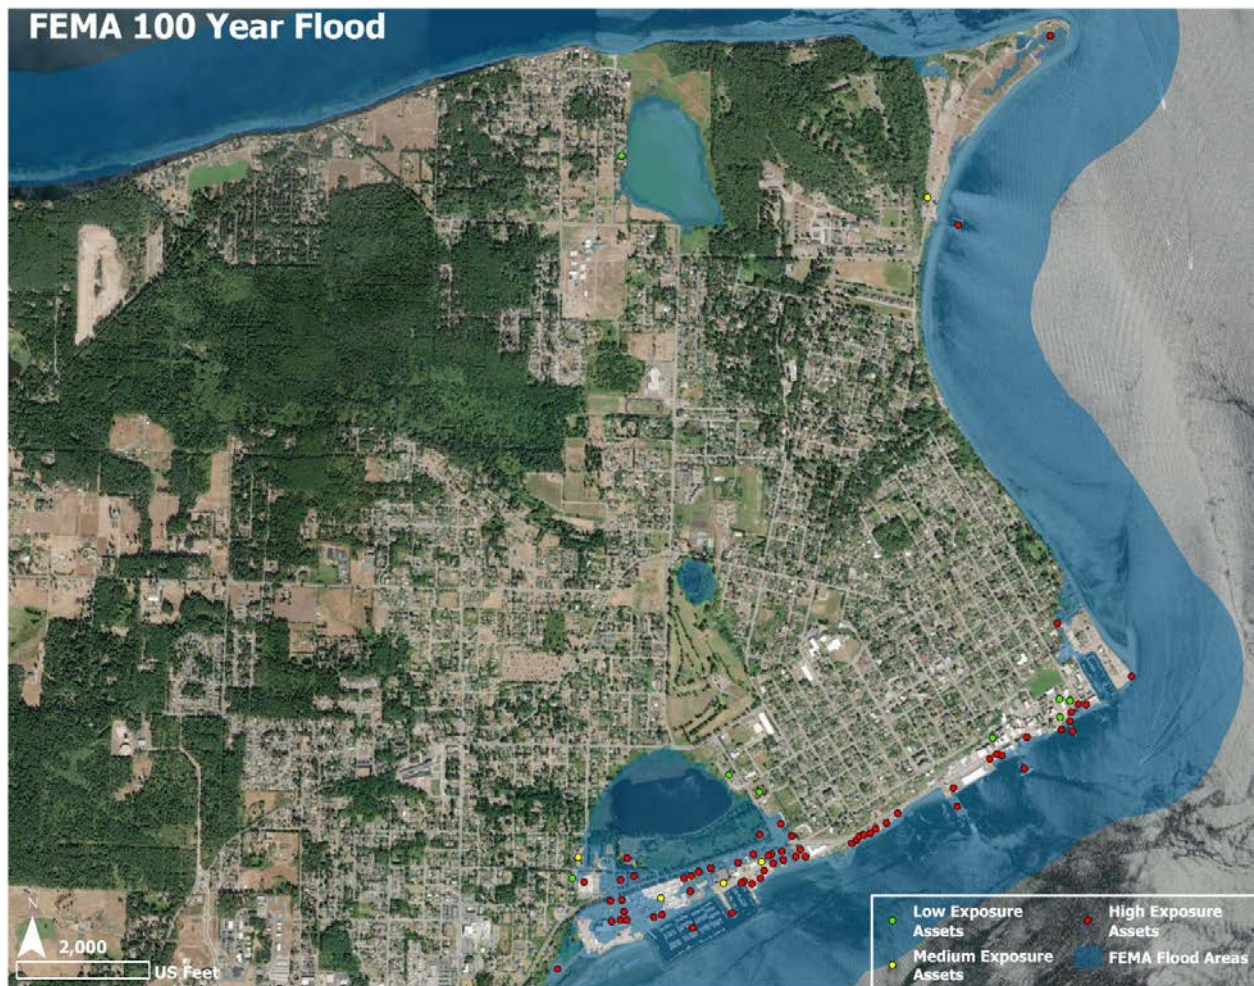 FEMA 100 Year Flood
N
2,000
US Feet
Low Exposure
Assets
Medium Exposure
Assets
High Exposure
Assets
FEMA Flood Areas